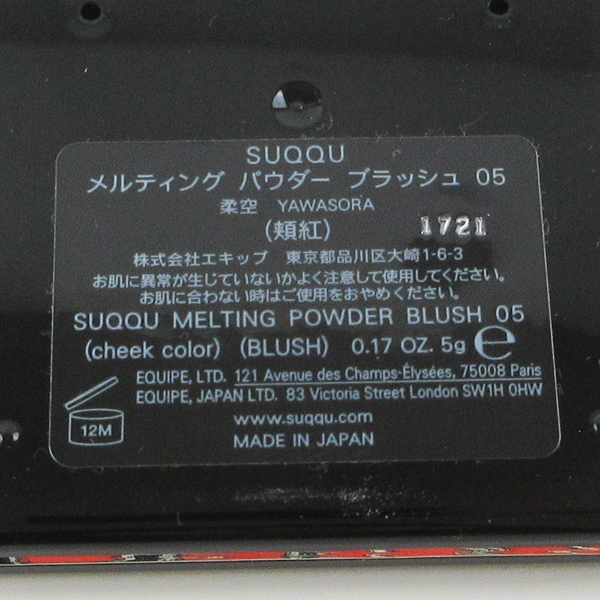 SUQQU
メルティング パウダー ブラッシュ 05
柔空 YAWASORA
(頬紅)
1721
株式会社エキップ 東京都品川区大崎1-6-3
お肌に異常が生じていないかよく注意して使用してください。
お肌に合わない時はご使用をおやめください。
SUQQU MELTING POWDER BLUSH 05
(cheek color) (BLUSH) 0.17 OZ. 5g ℮
EQUIPE, LTD. 121 Avenue des Champs-Élysées, 75008 Paris
EQUIPE, JAPAN LTD. 83 Victoria Street London SW1H 0HW
12M
www.suqqu.com
MADE IN JAPAN